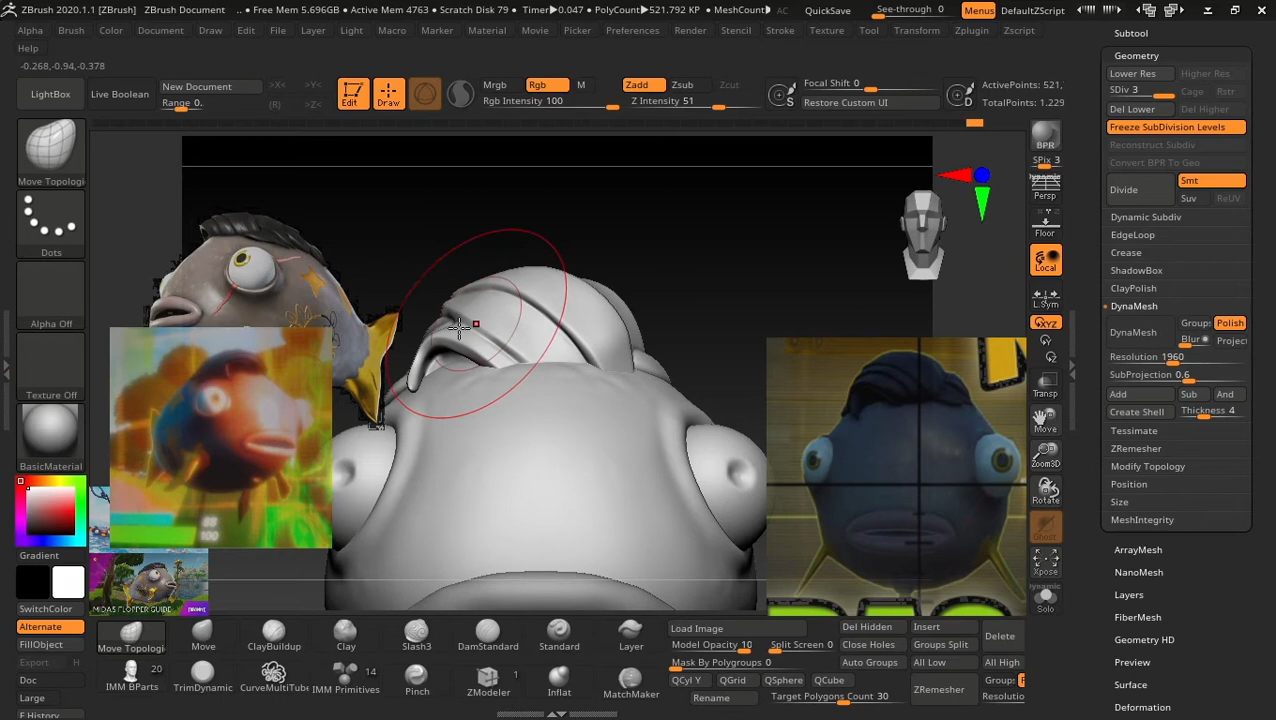 ZBrush 2020.1.1 [ZBrush] ZBrush Document .. • Free Mem 5.696GB • Active Mem 4763 • Scratch Disk 79 • Timer▶0.047 • PolyCount▶521.792 KP • MeshCount▶3 AC QuickSave See-through 0 Menus DefaultZScript
Alpha Brush Color Document Draw Edit File Layer Light Macro Marker Material Movie Picker Preferences Render Stencil Stroke Texture Tool Transform Zplugin Zscript
Help
-0.268,-0.94,-0.378
LightBox
Live Boolean
New Document
Range 0.
>X<
(R)
>Y<
>Z<
Edit
Draw
Mrgb
Rgb
M
Rgb Intensity 100
Zadd
Zsub
Zcut
Z Intensity 51
S
Focal Shift 0
Restore Custom UI
D
ActivePoints: 521,
TotalPoints: 1.229
Move Topologi
Dots
Alpha Off
Texture Off
BasicMaterial
Gradient
SwitchColor
Alternate
FillObject
Export H
Doc
Large
88
100
MIDAS FLOPPER GUIDE
BPR
SPix 3
Dynamic
Persp
Floor
Local
L.Sym
XYZ
Transp
Move
Zoom3D
Rotate
Ghost
Xpose
Dynamic
Solo
Subtool
Geometry
Lower Res
Higher Res
SDiv 3
Cage
Rstr
Del Lower
Del Higher
Freeze SubDivision Levels
Reconstruct Subdiv
Convert BPR To Geo
Divide
Smt
Suv
ReUV
Dynamic Subdiv
EdgeLoop
Crease
ShadowBox
ClayPolish
DynaMesh
DynaMesh
Group:
Polish
Blur
Project
Resolution 1960
SubProjection 0.6
Add
Sub
And
Create Shell
Thickness 4
Tessimate
ZRemesher
Modify Topology
Position
Size
MeshIntegrity
ArrayMesh
NanoMesh
Layers
FiberMesh
Geometry HD
Preview
Surface
Deformation
Move Topologi
Move
ClayBuildup
Clay
Slash3
DamStandard
Standard
Layer
IMM BParts
20
TrimDynamic
CurveMultiTube
IMM Primitives
14
Pinch
ZModeler
1
Inflat
MatchMaker
Load Image
Model Opacity 10
Split Screen 0
Mask By Polygroups 0
QCyl Y
QGrid
QSphere
QCube
Rename
Target Polygons Count 30
Del Hidden
Insert
Close Holes
Groups Split
Delete
Auto Groups
All Low
All High
ZRemesher
Group:
Resolutio